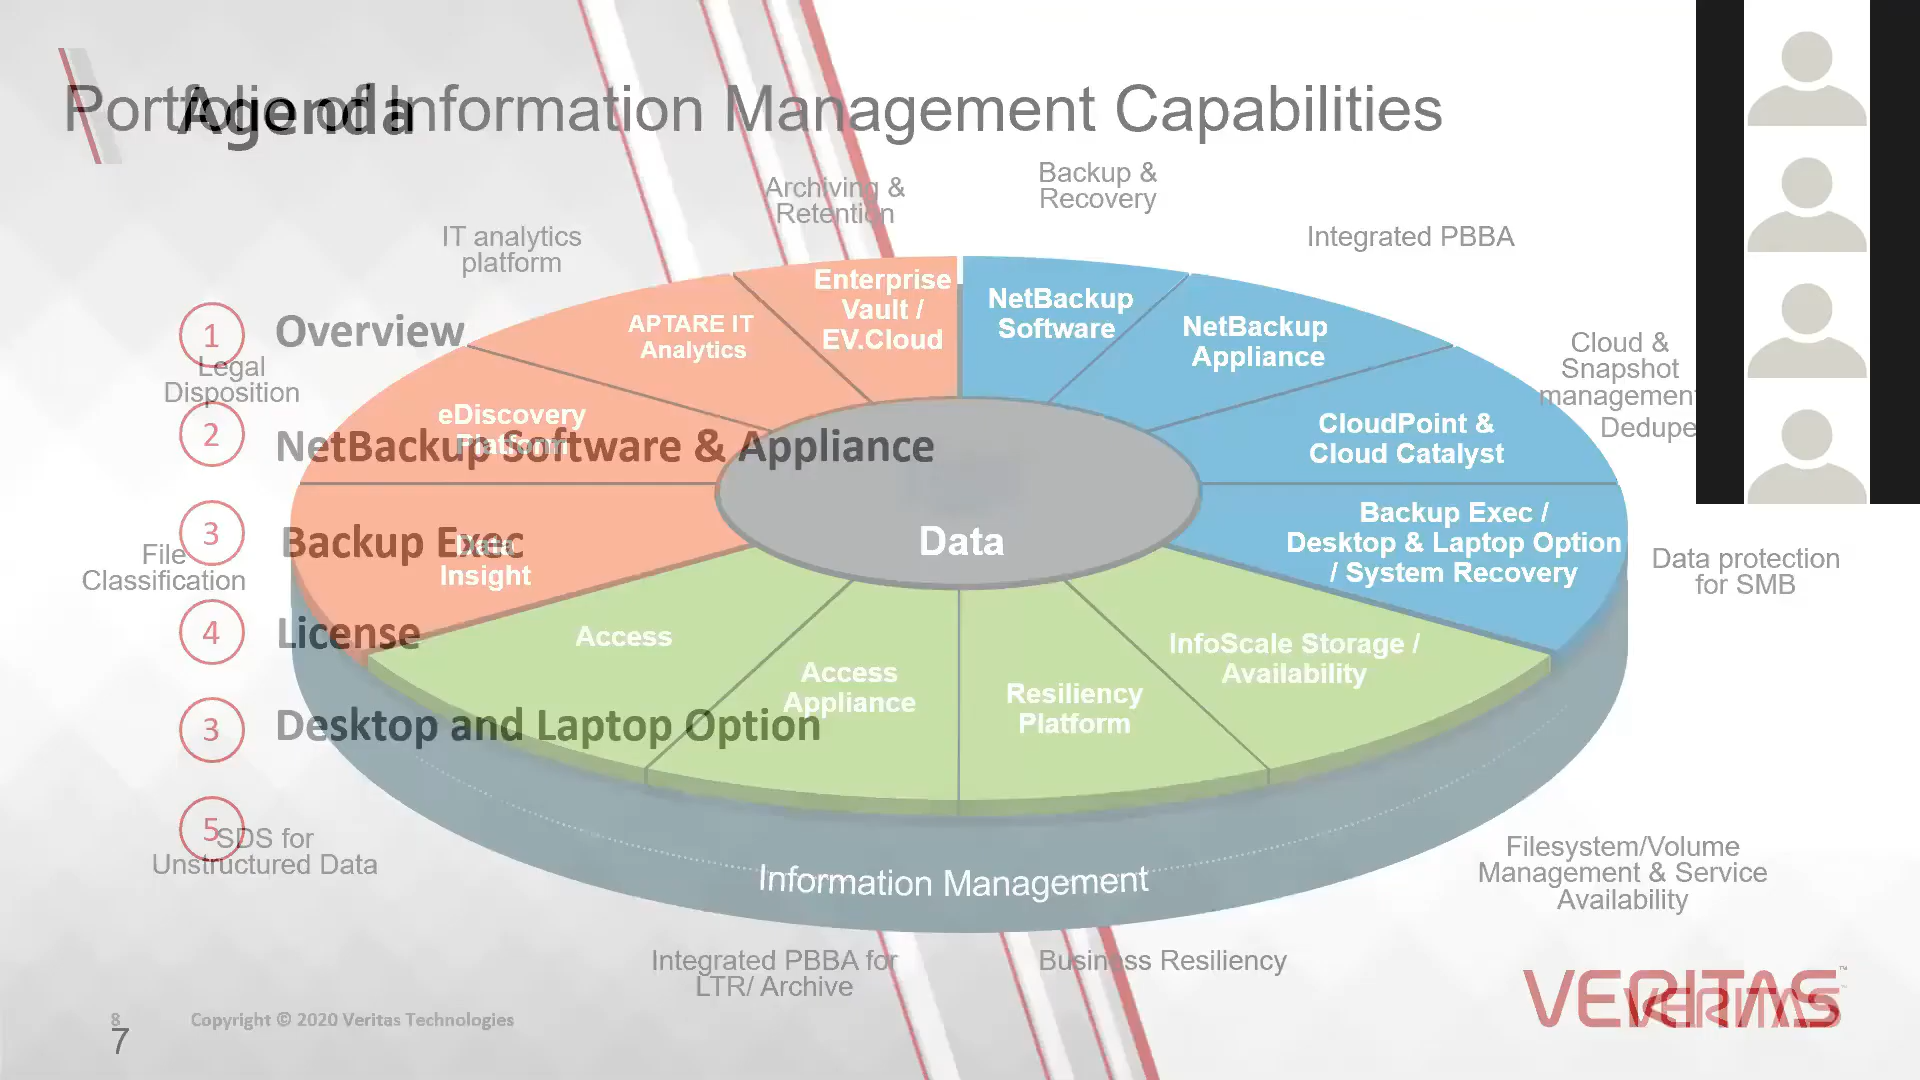 Portfolio of Information Management Capabilities
Agenda
Backup &
Recovery
Archiving &
Retention
IT analytics
platform
Integrated PBBA
Enterprise
Vault /
EV.Cloud
NetBackup
Software
APTARE IT
Analytics
NetBackup
Appliance
1
Overview
Legal
Disposition
Cloud &
Snapshot
management
Dedupe
eDiscovery
Platform
CloudPoint &
Cloud Catalyst
2
NetBackup Software & Appliance
3
Backup Exec
Data
Insight
Data
Backup Exec /
Desktop & Laptop Option
/ System Recovery
File
Classification
Data protection
for SMB
4
License
Access
InfoScale Storage /
Availability
Access
Appliance
Resiliency
Platform
3
Desktop and Laptop Option
5
SDS for
Unstructured Data
Information Management
Filesystem/Volume
Management & Service
Availability
Integrated PBBA for
LTR/ Archive
Business Resiliency
VERITAS™
VERITAS
8
Copyright © 2020 Veritas Technologies
7